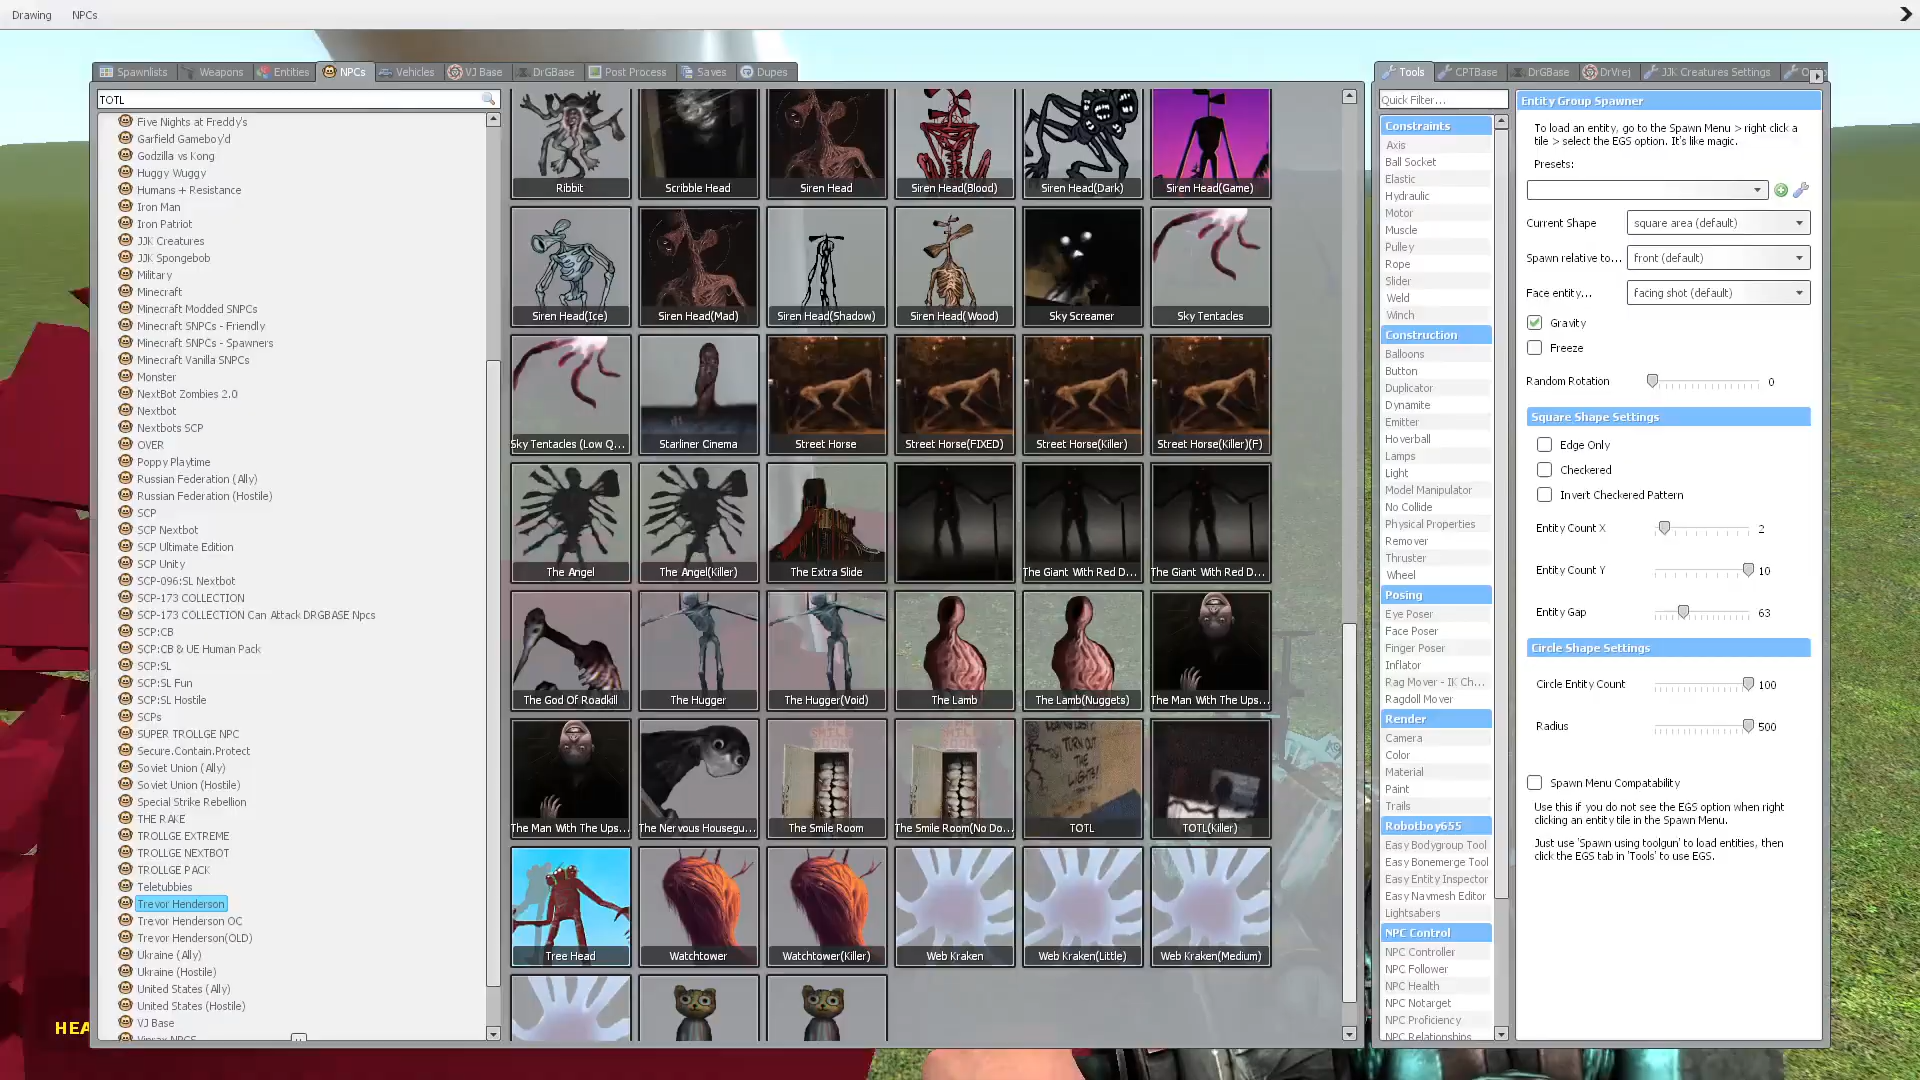 Drawing NPCs
Spawnlists Weapons Entities NPCs Vehicles VJ Base DrGBase Post Process Saves Dupes
TOTL
Five Nights at Freddy's
Garfield Gameboy'd
Godzilla vs Kong
Huggy Wuggy
Humans + Resistance
Iron Man
Iron Patriot
JJK Creatures
JJK Spongebob
Military
Minecraft
Minecraft Modded SNPCs
Minecraft SNPCs - Friendly
Minecraft SNPCs - Spawners
Minecraft Vanilla SNPCs
Monster
NextBot Zombies 2.0
Nextbot
Nextbots SCP
OVER
Poppy Playtime
Russian Federation (Ally)
Russian Federation (Hostile)
SCP
SCP Nextbot
SCP Ultimate Edition
SCP Unity
SCP-096:SL Nextbot
SCP-173 COLLECTION
SCP-173 COLLECTION Can Attack DRGBASE Npcs
SCP:CB
SCP:CB & UE Human Pack
SCP:SL
SCP:SL Fun
SCP:SL Hostile
SCPs
SUPER TROLLGE NPC
Secure.Contain.Protect
Soviet Union (Ally)
Soviet Union (Hostile)
Special Strike Rebellion
THE RAKE
TROLLGE EXTREME
TROLLGE NEXTBOT
TROLLGE PACK
Teletubbies
Trevor Henderson
Trevor Henderson OC
Trevor Henderson(OLD)
Ukraine (Ally)
Ukraine (Hostile)
United States (Ally)
United States (Hostile)
VJ Base
HEA
Ribbit Scribble Head Siren Head Siren Head(Blood) Siren Head(Dark) Siren Head(Game)
Siren Head(Ice) Siren Head(Mad) Siren Head(Shadow) Siren Head(Wood) Sky Screamer Sky Tentacles
Sky Tentacles (Low Q... Starliner Cinema Street Horse Street Horse(FIXED) Street Horse(Killer) Street Horse(Killer)(F)
The Angel The Angel(Killer) The Extra Slide The Giant With Red D... The Giant With Red D...
The God Of Roadkill The Hugger The Hugger(Void) The Lamb The Lamb(Nuggets) The Man With The Ups...
TURN OUT
THE
LIGHTS!
The Man With The Ups... The Nervous Housegu... The Smile Room The Smile Room(No Do... TOTL TOTL(Killer)
Tree Head Watchtower Watchtower(Killer) Web Kraken Web Kraken(Little) Web Kraken(Medium)
Tools CPTBase DrGBase DrVrej JJK Creatures Settings
Quick Filter...
Constraints
Axis
Ball Socket
Elastic
Hydraulic
Motor
Muscle
Pulley
Rope
Slider
Weld
Winch
Construction
Balloons
Button
Duplicator
Dynamite
Emitter
Hoverball
Lamps
Light
Model Manipulator
No Collide
Physical Properties
Remover
Thruster
Wheel
Posing
Eye Poser
Face Poser
Finger Poser
Inflator
Rag Mover - IK Ch...
Ragdoll Mover
Render
Camera
Color
Material
Paint
Trails
Robotboy655
Easy Bodygroup Tool
Easy Bonemerge Tool
Easy Entity Inspector
Easy Navmesh Editor
Lightsabers
NPC Control
NPC Controller
NPC Follower
NPC Health
NPC Notarget
NPC Proficiency
NPC Relationships
Entity Group Spawner
To load an entity, go to the Spawn Menu > right click a
tile > select the EGS option. It's like magic.
Presets:
Current Shape square area (default)
Spawn relative to... front (default)
Face entity... facing shot (default)
Gravity
Freeze
Random Rotation 0
Square Shape Settings
Edge Only
Checkered
Invert Checkered Pattern
Entity Count X 2
Entity Count Y 10
Entity Gap 63
Circle Shape Settings
Circle Entity Count 100
Radius 500
Spawn Menu Compatability
Use this if you do not see the EGS option when right
clicking an entity tile in the Spawn Menu.
Just use 'Spawn using toolgun' to load entities, then
click the EGS tab in 'Tools' to use EGS.